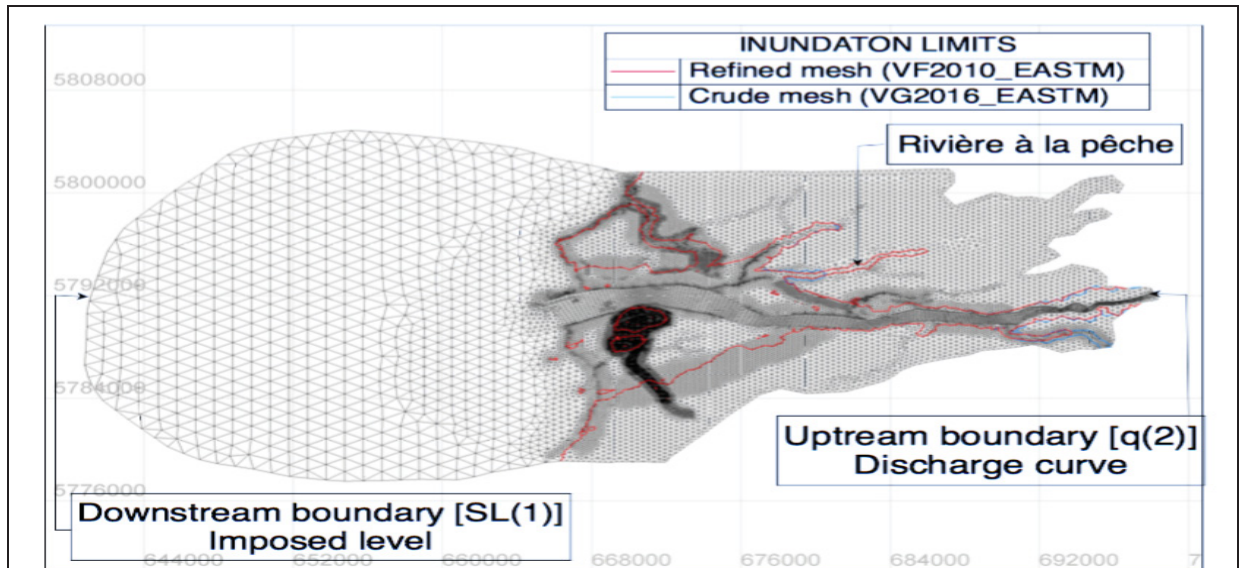 INUNDATON LIMITS
Refined mesh (VF2010_EASTM)
Crude mesh (VG2016_EASTM)
5808000
Rivière à la pêche
5800000
5792000
5784000
Uptream boundary [q(2)]
Discharge curve
5776000
Downstream boundary [SL(1)]
Imposed level
644000 652000 660000 668000 676000 684000 692000 7